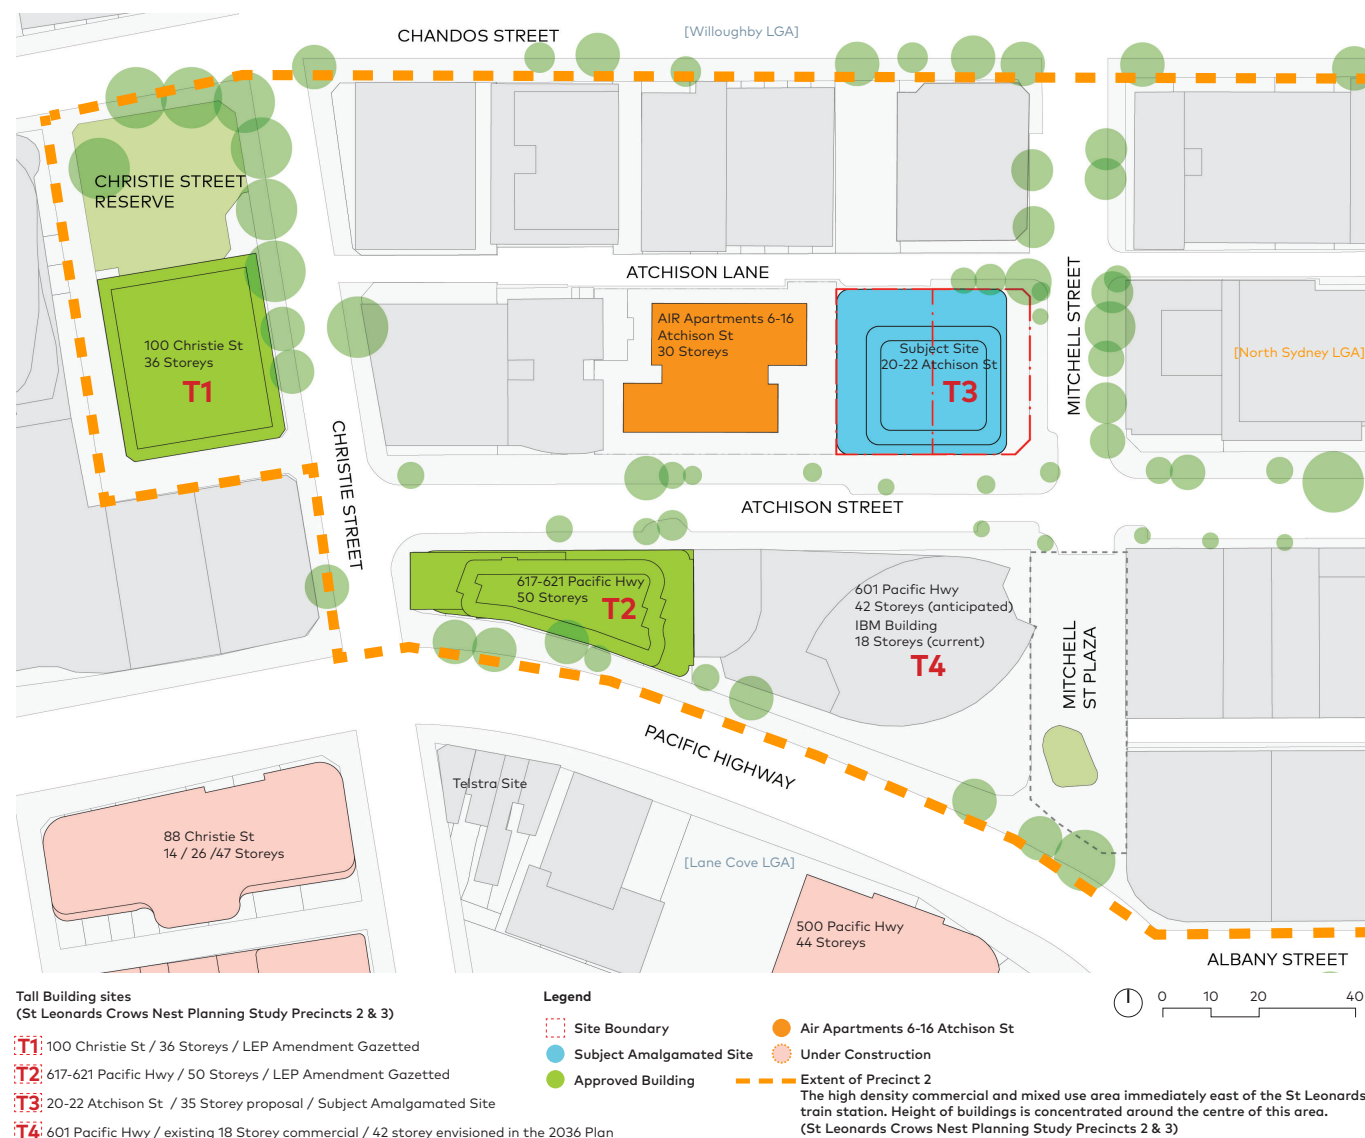 CHANDOS STREET
[Willoughby LGA]
CHRISTIE STREET
RESERVE
ATCHISON LANE
MITCHELL STREET
100 Christie St
36 Storeys
T1
AIR Apartments 6-16
Atchison St
30 Storeys
Subject Site
20-22 Atchison St
T3
[North Sydney LGA]
CHRISTIE STREET
ATCHISON STREET
617-621 Pacific Hwy
50 Storeys
T2
601 Pacific Hwy
42 Storeys (anticipated)
IBM Building
18 Storeys (current)
T4
MITCHELL
ST PLAZA
PACIFIC HIGHWAY
Telstra Site
88 Christie St
14 / 26 /47 Storeys
[Lane Cove LGA]
500 Pacific Hwy
44 Storeys
ALBANY STREET
Tall Building sites
(St Leonards Crows Nest Planning Study Precincts 2 & 3)
T1 100 Christie St / 36 Storeys / LEP Amendment Gazetted
T2 617-621 Pacific Hwy / 50 Storeys / LEP Amendment Gazetted
T3 20-22 Atchison St / 35 Storey proposal / Subject Amalgamated Site
T4 601 Pacific Hwy / existing 18 Storey commercial / 42 storey envisioned in the 2036 Plan
Legend
Site Boundary
Subject Amalgamated Site
Approved Building
Air Apartments 6-16 Atchison St
Under Construction
Extent of Precinct 2
The high density commercial and mixed use area immediately east of the St Leonards
train station. Height of buildings is concentrated around the centre of this area.
(St Leonards Crows Nest Planning Study Precincts 2 & 3)
0 10 20 40